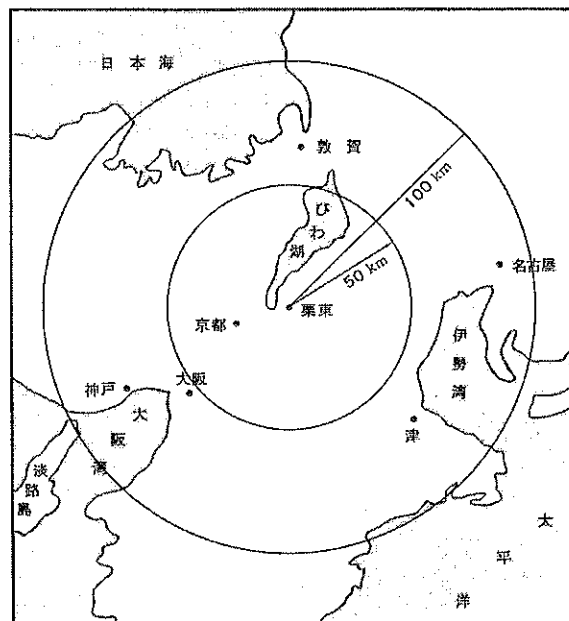 日本海
敦賀
100 km
びわ湖
50 km
名古屋
栗東
京都
伊勢湾
神戸
大阪
大阪湾
津
淡路島
太平洋